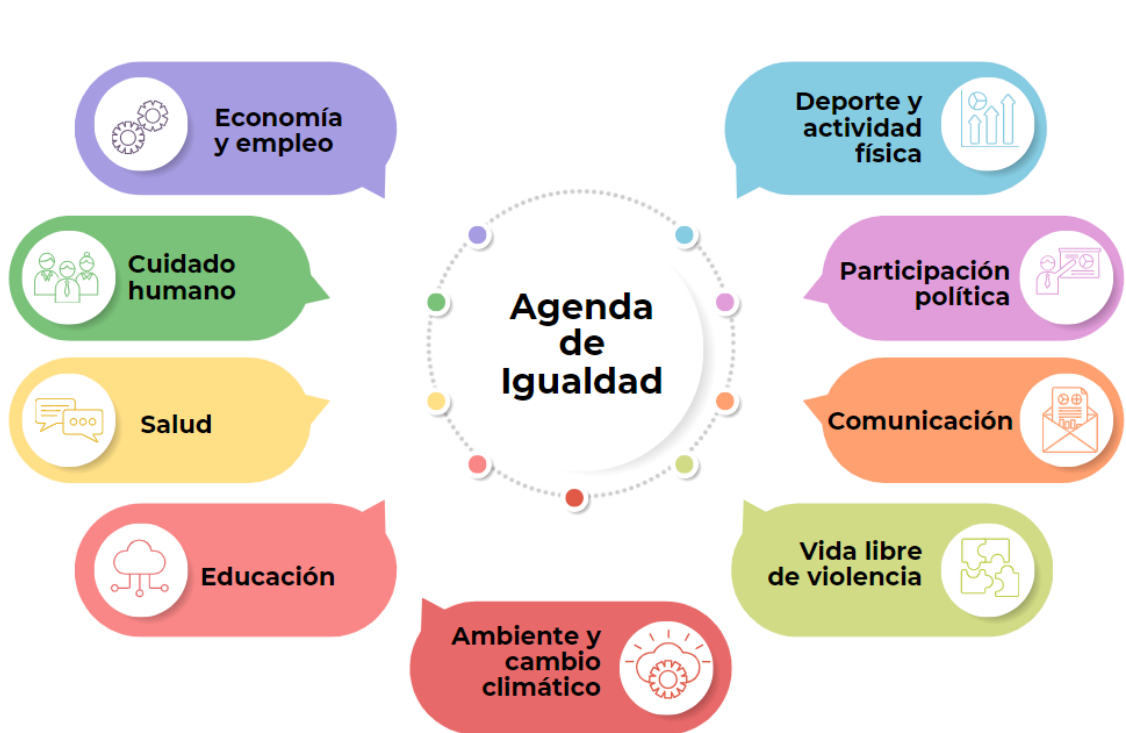 Economía
y empleo
Cuidado
humano
Salud
Educación
Agenda
de
Igualdad
Deporte y
actividad
física
Participación
política
Comunicación
Vida libre
de violencia
Ambiente y
cambio
climático